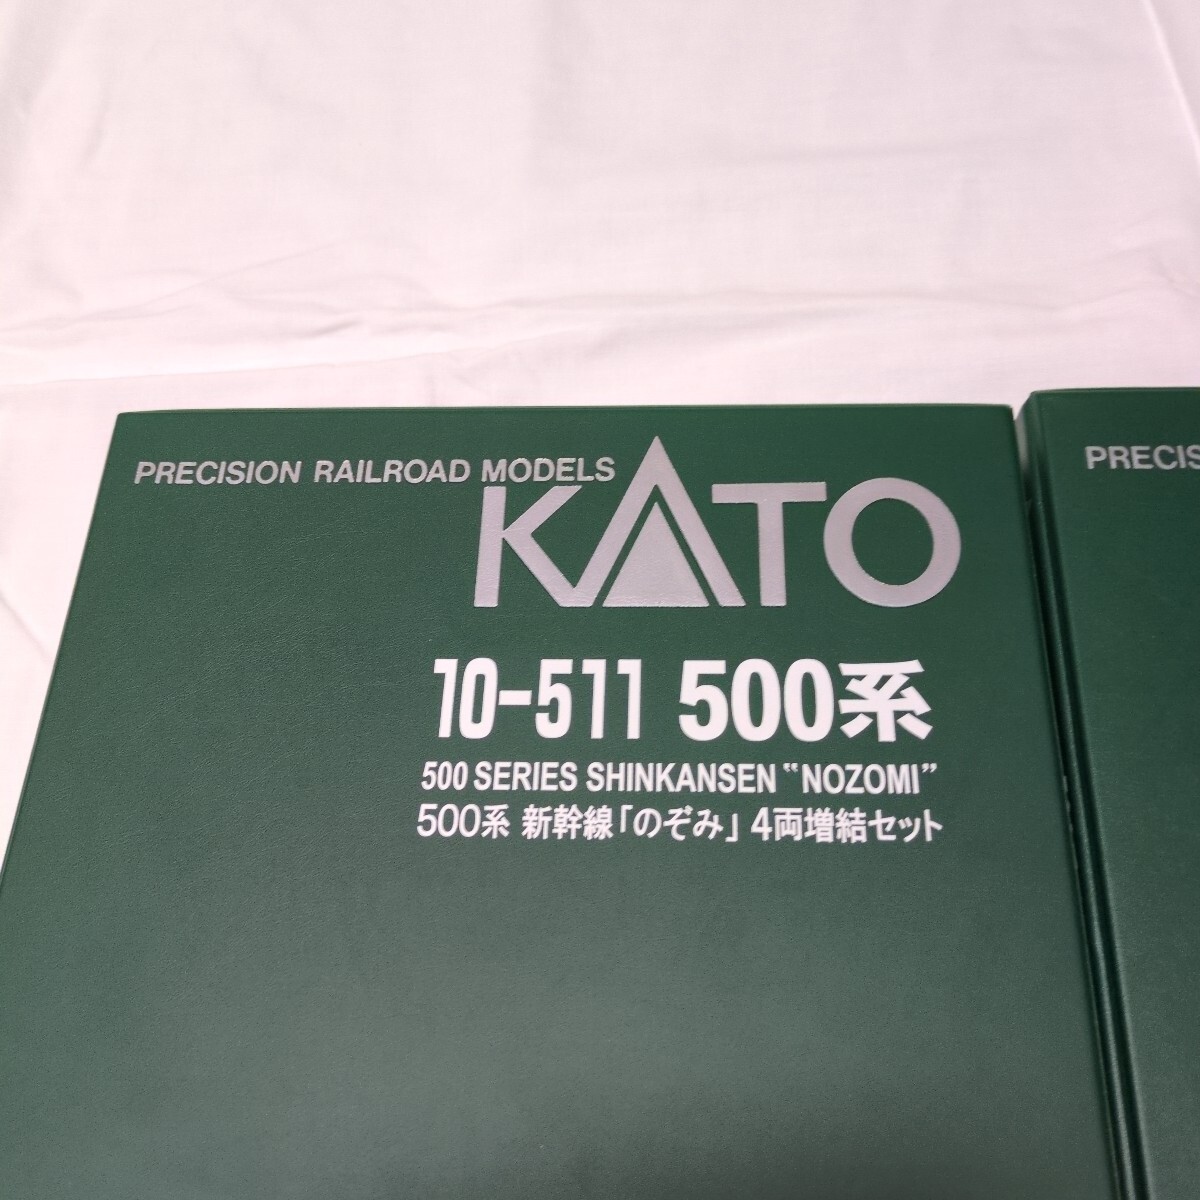 PRECISION RAILROAD MODELS
KATO
10-511 500系
500 SERIES SHINKANSEN “NOZOMI”
500系 新幹線「のぞみ」 4両増結セット
PRECIS